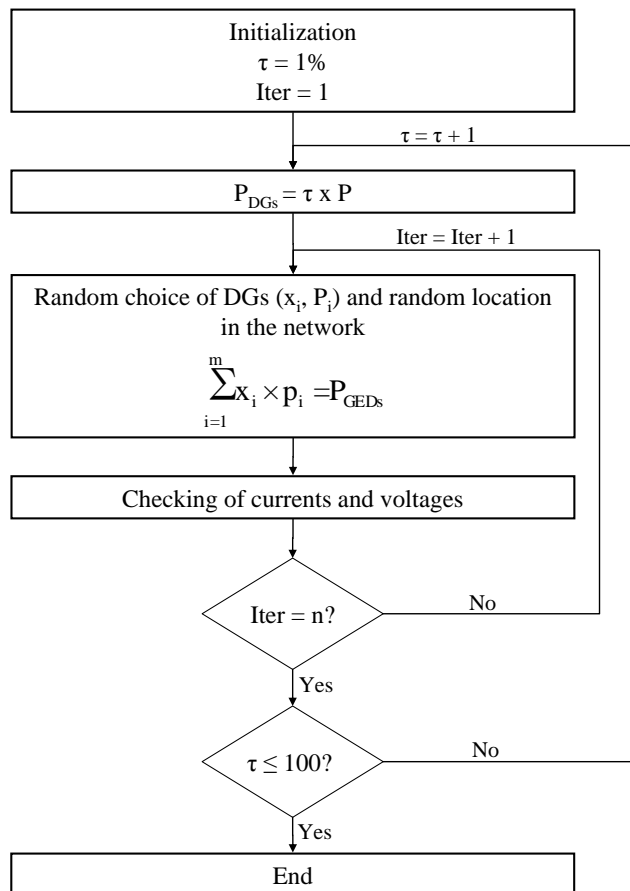 Initialization
τ = 1%
Iter = 1
τ = τ + 1
P_DGs = τ x P
Iter = Iter + 1
Random choice of DGs (x_i, P_i) and random location
in the network
∑_{i=1}^{m} x_i × p_i = P_GEDs
Checking of currents and voltages
Iter = n?
No
Yes
τ ≤ 100?
No
Yes
End